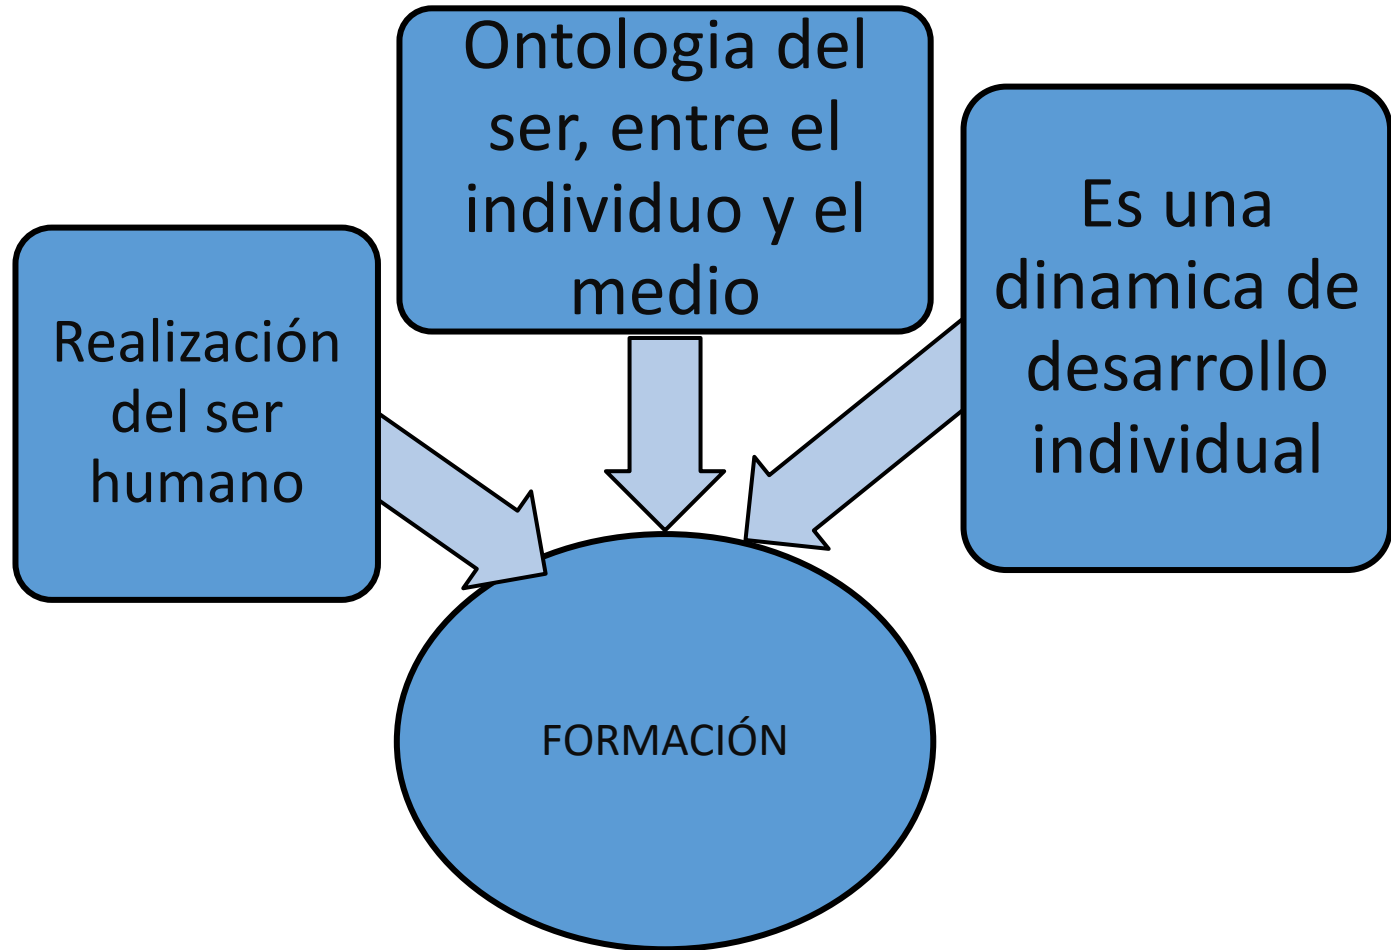 Realización
del ser
humano
Ontologia del
ser, entre el
individuo y el
medio
Es una
dinamica de
desarrollo
individual
FORMACIÓN